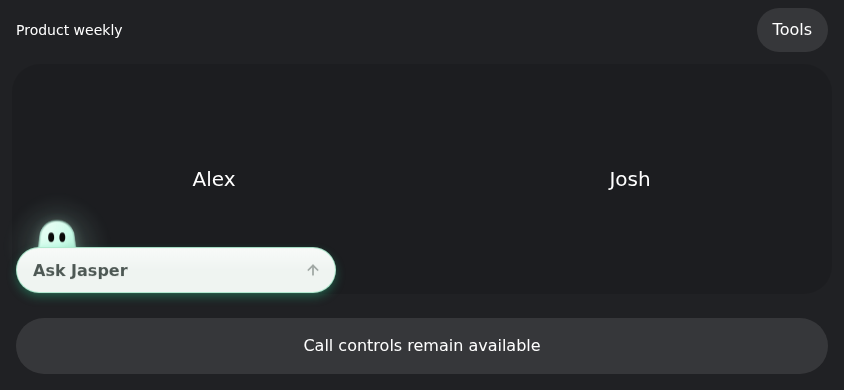 Product weekly
Tools
Alex
Josh
Ask Jasper
Call controls remain available